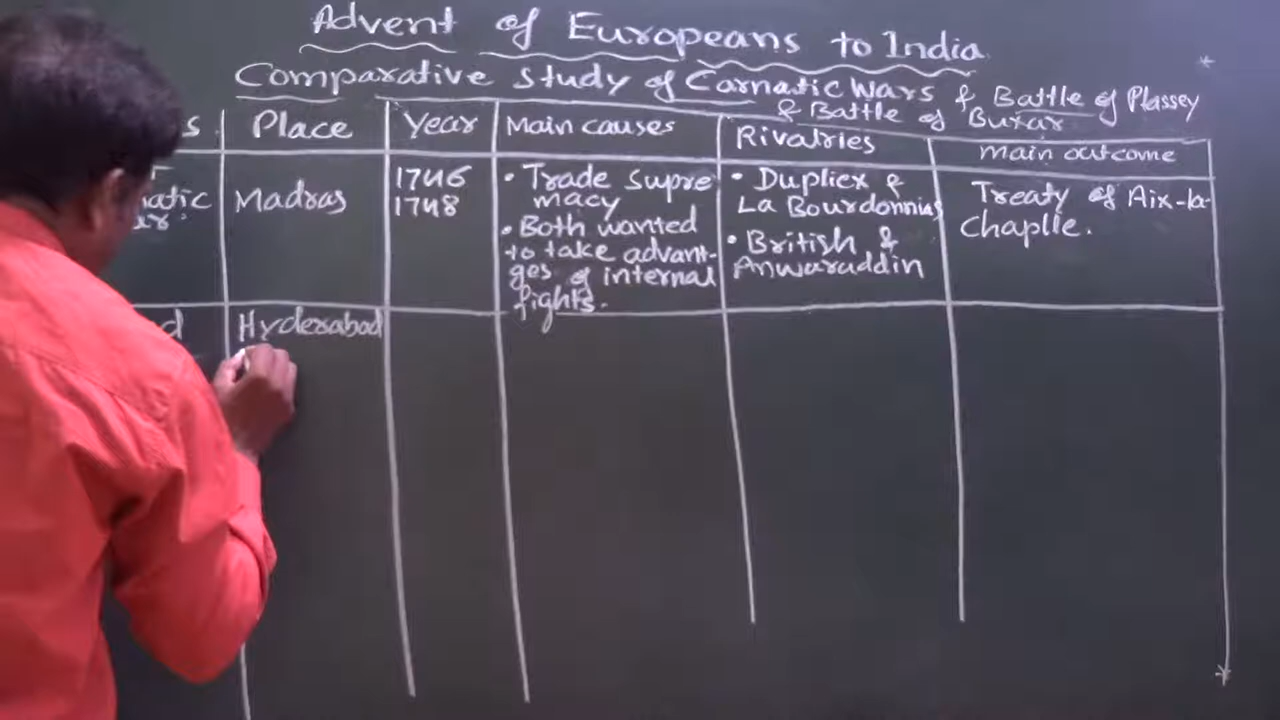 Advent of Europeans to India
Comparative study of Carnatic Wars & Battle of Plassey
& Battle of Buxar
Place
Year
Main causes
Rivalries
main outcome
Madras
1746
1748
• Trade Supre
macy
• Both wanted
to take advant-
ges of internal
fights.
• Dupliex &
La Bourdonnius
• British &
Anwaruddin
Treaty of Aix-la-
Chaplle.
Hyderabad